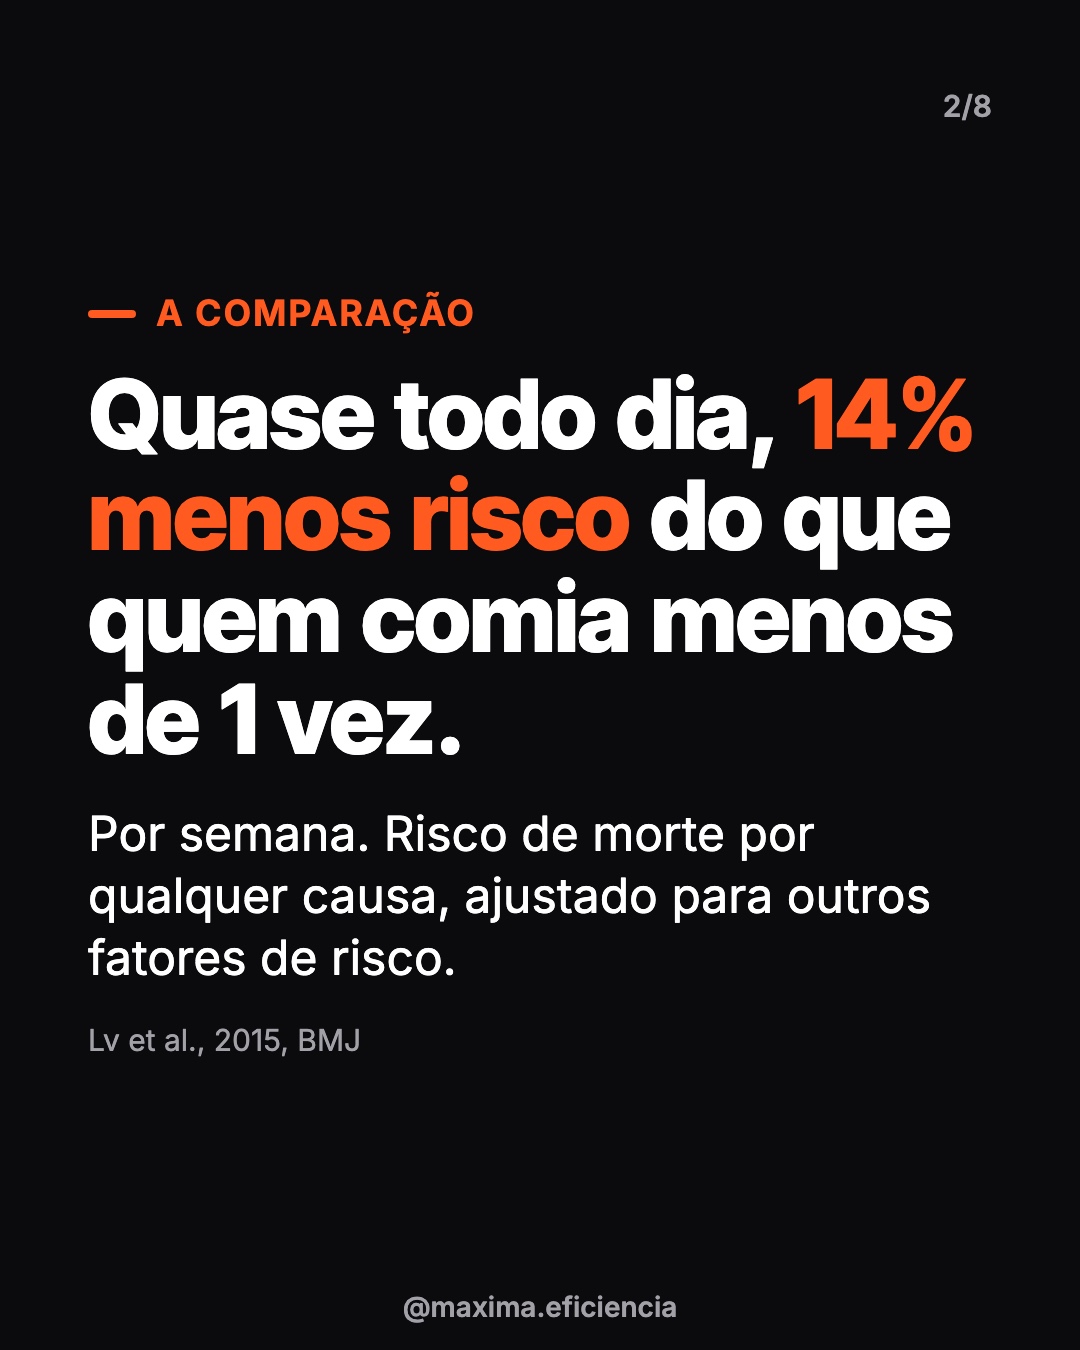 2/8
A COMPARAÇÃO
Quase todo dia, 14%
menos risco do que
quem comia menos
de 1 vez.
Por semana. Risco de morte por
qualquer causa, ajustado para outros
fatores de risco.
Lv et al., 2015, BMJ
@maxima.eficiencia